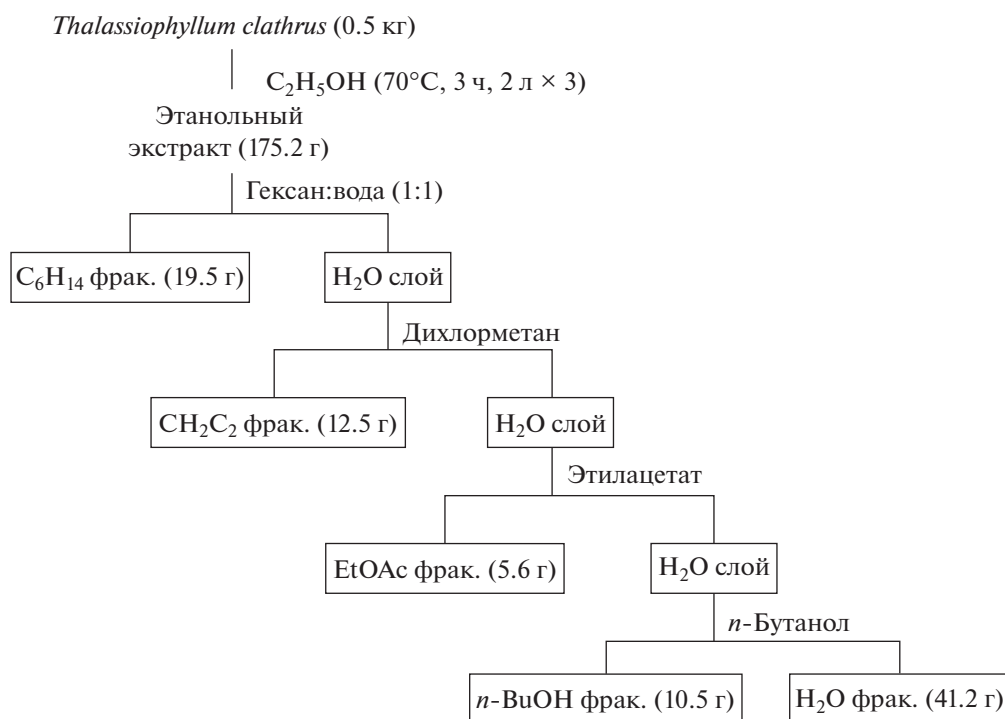 Thalassiophyllum clathrus (0.5 кг)
C₂H₅OH (70°C, 3 ч, 2 л × 3)
Этанольный
экстракт (175.2 г)
Гексан:вода (1:1)
C₆H₁₄ фрак. (19.5 г)
H₂O слой
Дихлорметан
CH₂C₂ фрак. (12.5 г)
H₂O слой
Этилацетат
EtOAc фрак. (5.6 г)
H₂O слой
n-Бутанол
n-BuOH фрак. (10.5 г)
H₂O фрак. (41.2 г)